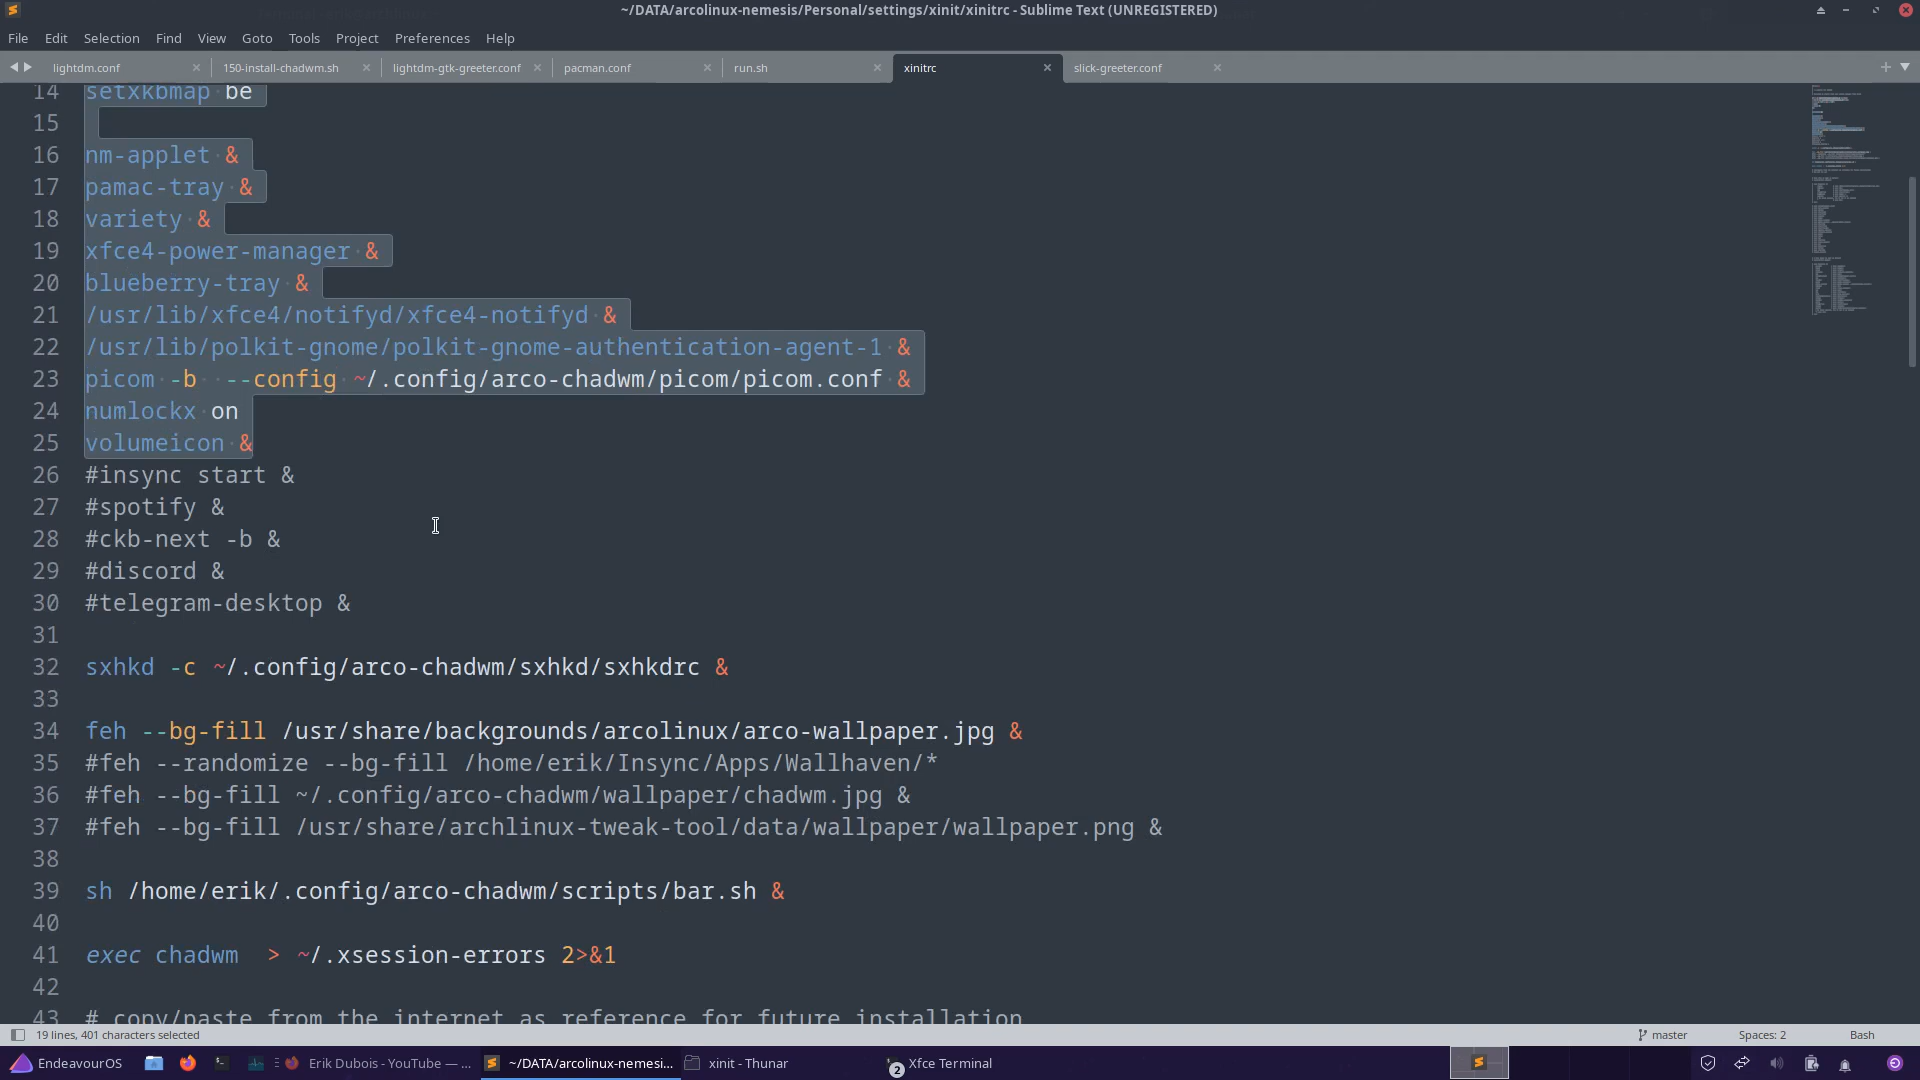 ~/DATA/arcolinux-nemesis/Personal/settings/xinit/xinitrc - Sublime Text (UNREGISTERED)
File Edit Selection Find View Goto Tools Project Preferences Help
lightdm.conf 150-install-chadwm.sh lightdm-gtk-greeter.conf pacman.conf run.sh xinitrc slick-greeter.conf
14 setxkbmap be
15
16 nm-applet &
17 pamac-tray &
18 variety &
19 xfce4-power-manager &
20 blueberry-tray &
21 /usr/lib/xfce4/notifyd/xfce4-notifyd &
22 /usr/lib/polkit-gnome/polkit-gnome-authentication-agent-1 &
23 picom -b  --config ~/.config/arco-chadwm/picom/picom.conf &
24 numlockx on
25 volumeicon &
26 #insync start &
27 #spotify &
28 #ckb-next -b &
29 #discord &
30 #telegram-desktop &
31
32 sxhkd -c ~/.config/arco-chadwm/sxhkd/sxhkdrc &
33
34 feh --bg-fill /usr/share/backgrounds/arcolinux/arco-wallpaper.jpg &
35 #feh --randomize --bg-fill /home/erik/Insync/Apps/Wallhaven/*
36 #feh --bg-fill ~/.config/arco-chadwm/wallpaper/chadwm.jpg &
37 #feh --bg-fill /usr/share/archlinux-tweak-tool/data/wallpaper/wallpaper.png &
38
39 sh /home/erik/.config/arco-chadwm/scripts/bar.sh &
40
41 exec chadwm  > ~/.xsession-errors 2>&1
42
43 # copy/paste from the internet as reference for future installation
19 lines, 401 characters selected master Spaces: 2 Bash
EndeavourOS Erik Dubois - YouTube — ... ~/DATA/arcolinux-nemesi... xinit - Thunar 2 Xfce Terminal